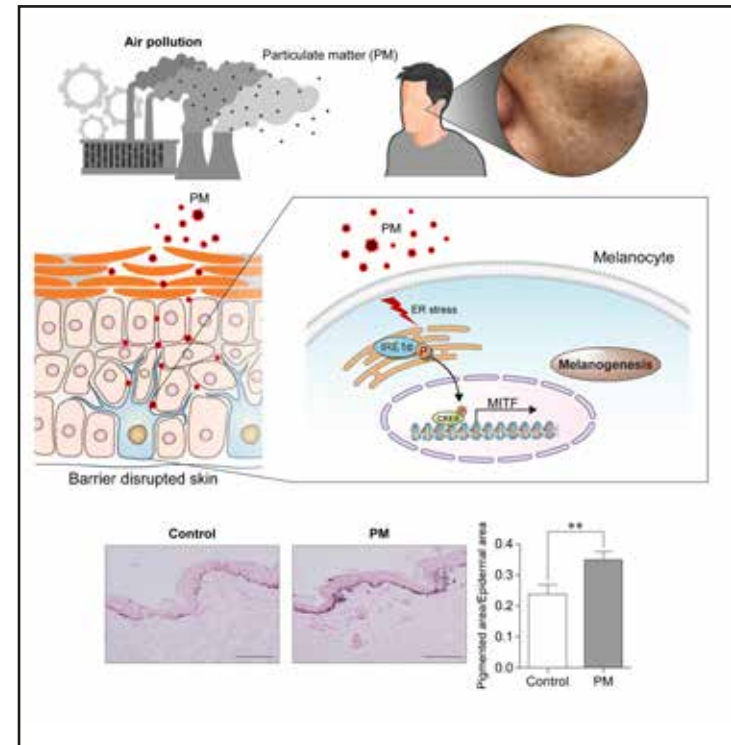 Air pollution
Particulate matter (PM)
PM
PM
Melanocyte
ER stress
IRE1α
P
Melanogenesis
MITF
CREB
Barrier disrupted skin
Control
PM
**
Pigmented area/Epidermal area
0.4
0.3
0.2
0.1
0.0
Control
PM